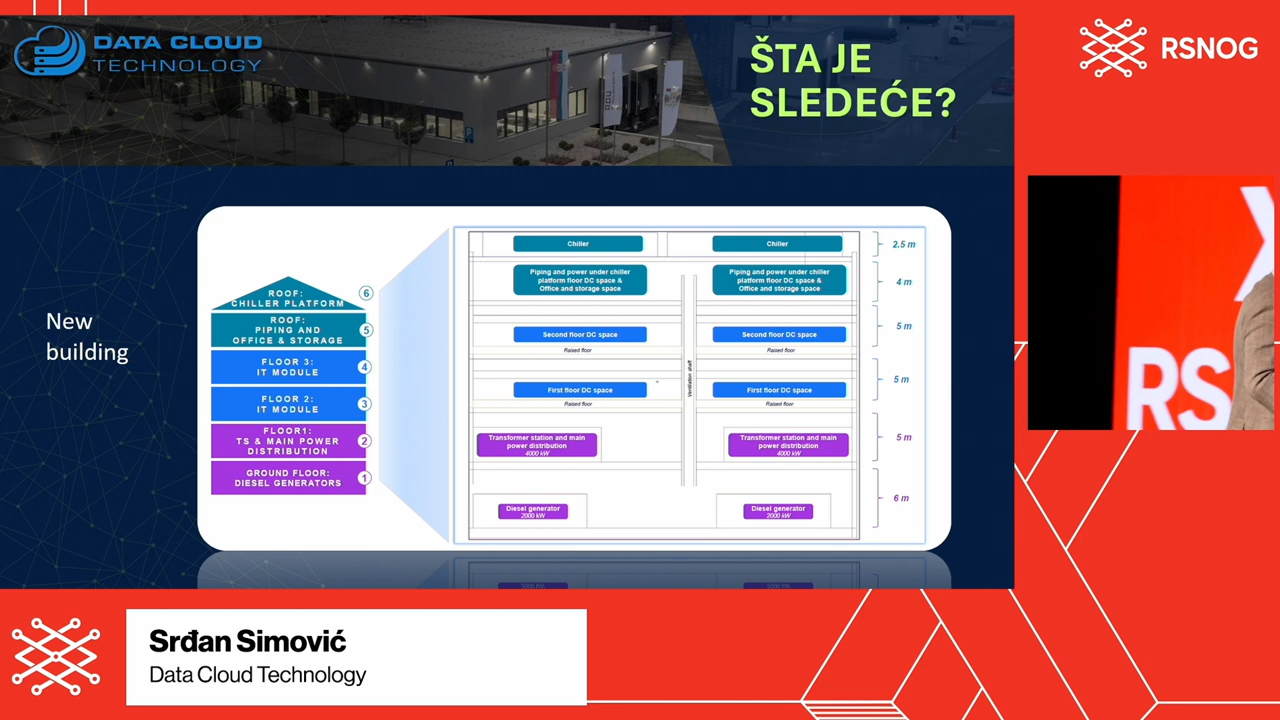 DATA CLOUD
TECHNOLOGY
ŠTA JE
SLEDEĆE?
RSNOG
New
building
ROOF:
CHILLER PLATFORM
6
ROOF:
PIPING AND
OFFICE & STORAGE
5
FLOOR 3:
IT MODULE
4
FLOOR 2:
IT MODULE
3
FLOOR1:
TS & MAIN POWER
DISTRIBUTION
2
GROUND FLOOR:
DIESEL GENERATORS
1
Chiller
Chiller
2.5 m
Piping and power under chiller
platform floor DC space &
Office and storage space
Piping and power under chiller
platform floor DC space &
Office and storage space
4 m
Second floor DC space
Second floor DC space
5 m
Raised floor
Raised floor
Ventilation shaft
First floor DC space
First floor DC space
5 m
Raised floor
Raised floor
Transformer station and main
power distribution
4000 kW
Transformer station and main
power distribution
4000 kW
5 m
Diesel generator
2000 kW
Diesel generator
2000 kW
6 m
RS
Srđan Simović
Data Cloud Technology